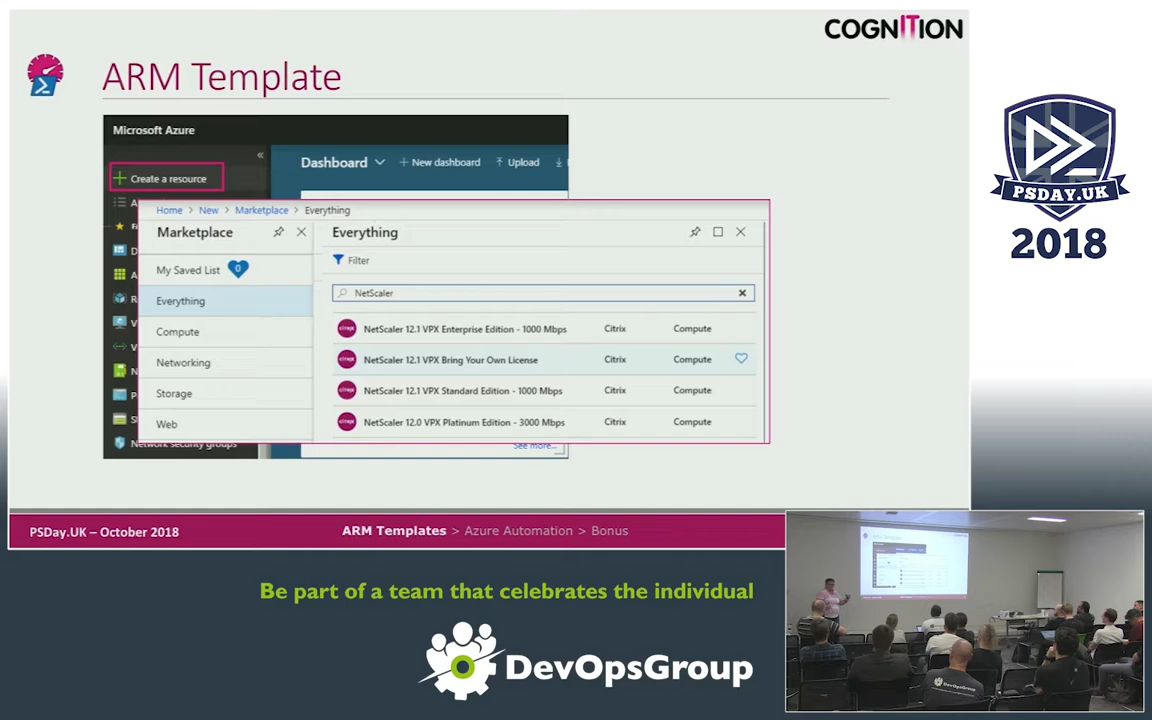 COGNITION
ARM Template
Microsoft Azure
Create a resource
Dashboard
New dashboard
Upload
Home > New > Marketplace > Everything
Marketplace
Everything
My Saved List 0
Filter
Everything
NetScaler
Compute
NetScaler 12.1 VPX Enterprise Edition - 1000 Mbps Citrix Compute
Networking
NetScaler 12.1 VPX Bring Your Own License Citrix Compute
Storage
NetScaler 12.1 VPX Standard Edition - 1000 Mbps Citrix Compute
Web
NetScaler 12.0 VPX Platinum Edition - 3000 Mbps Citrix Compute
Network security groups
See more...
PSDay.UK – October 2018
ARM Templates > Azure Automation > Bonus
PSDAY.UK
2018
Be part of a team that celebrates the individual
DevOpsGroup
ARM Template
DevOpsGroup